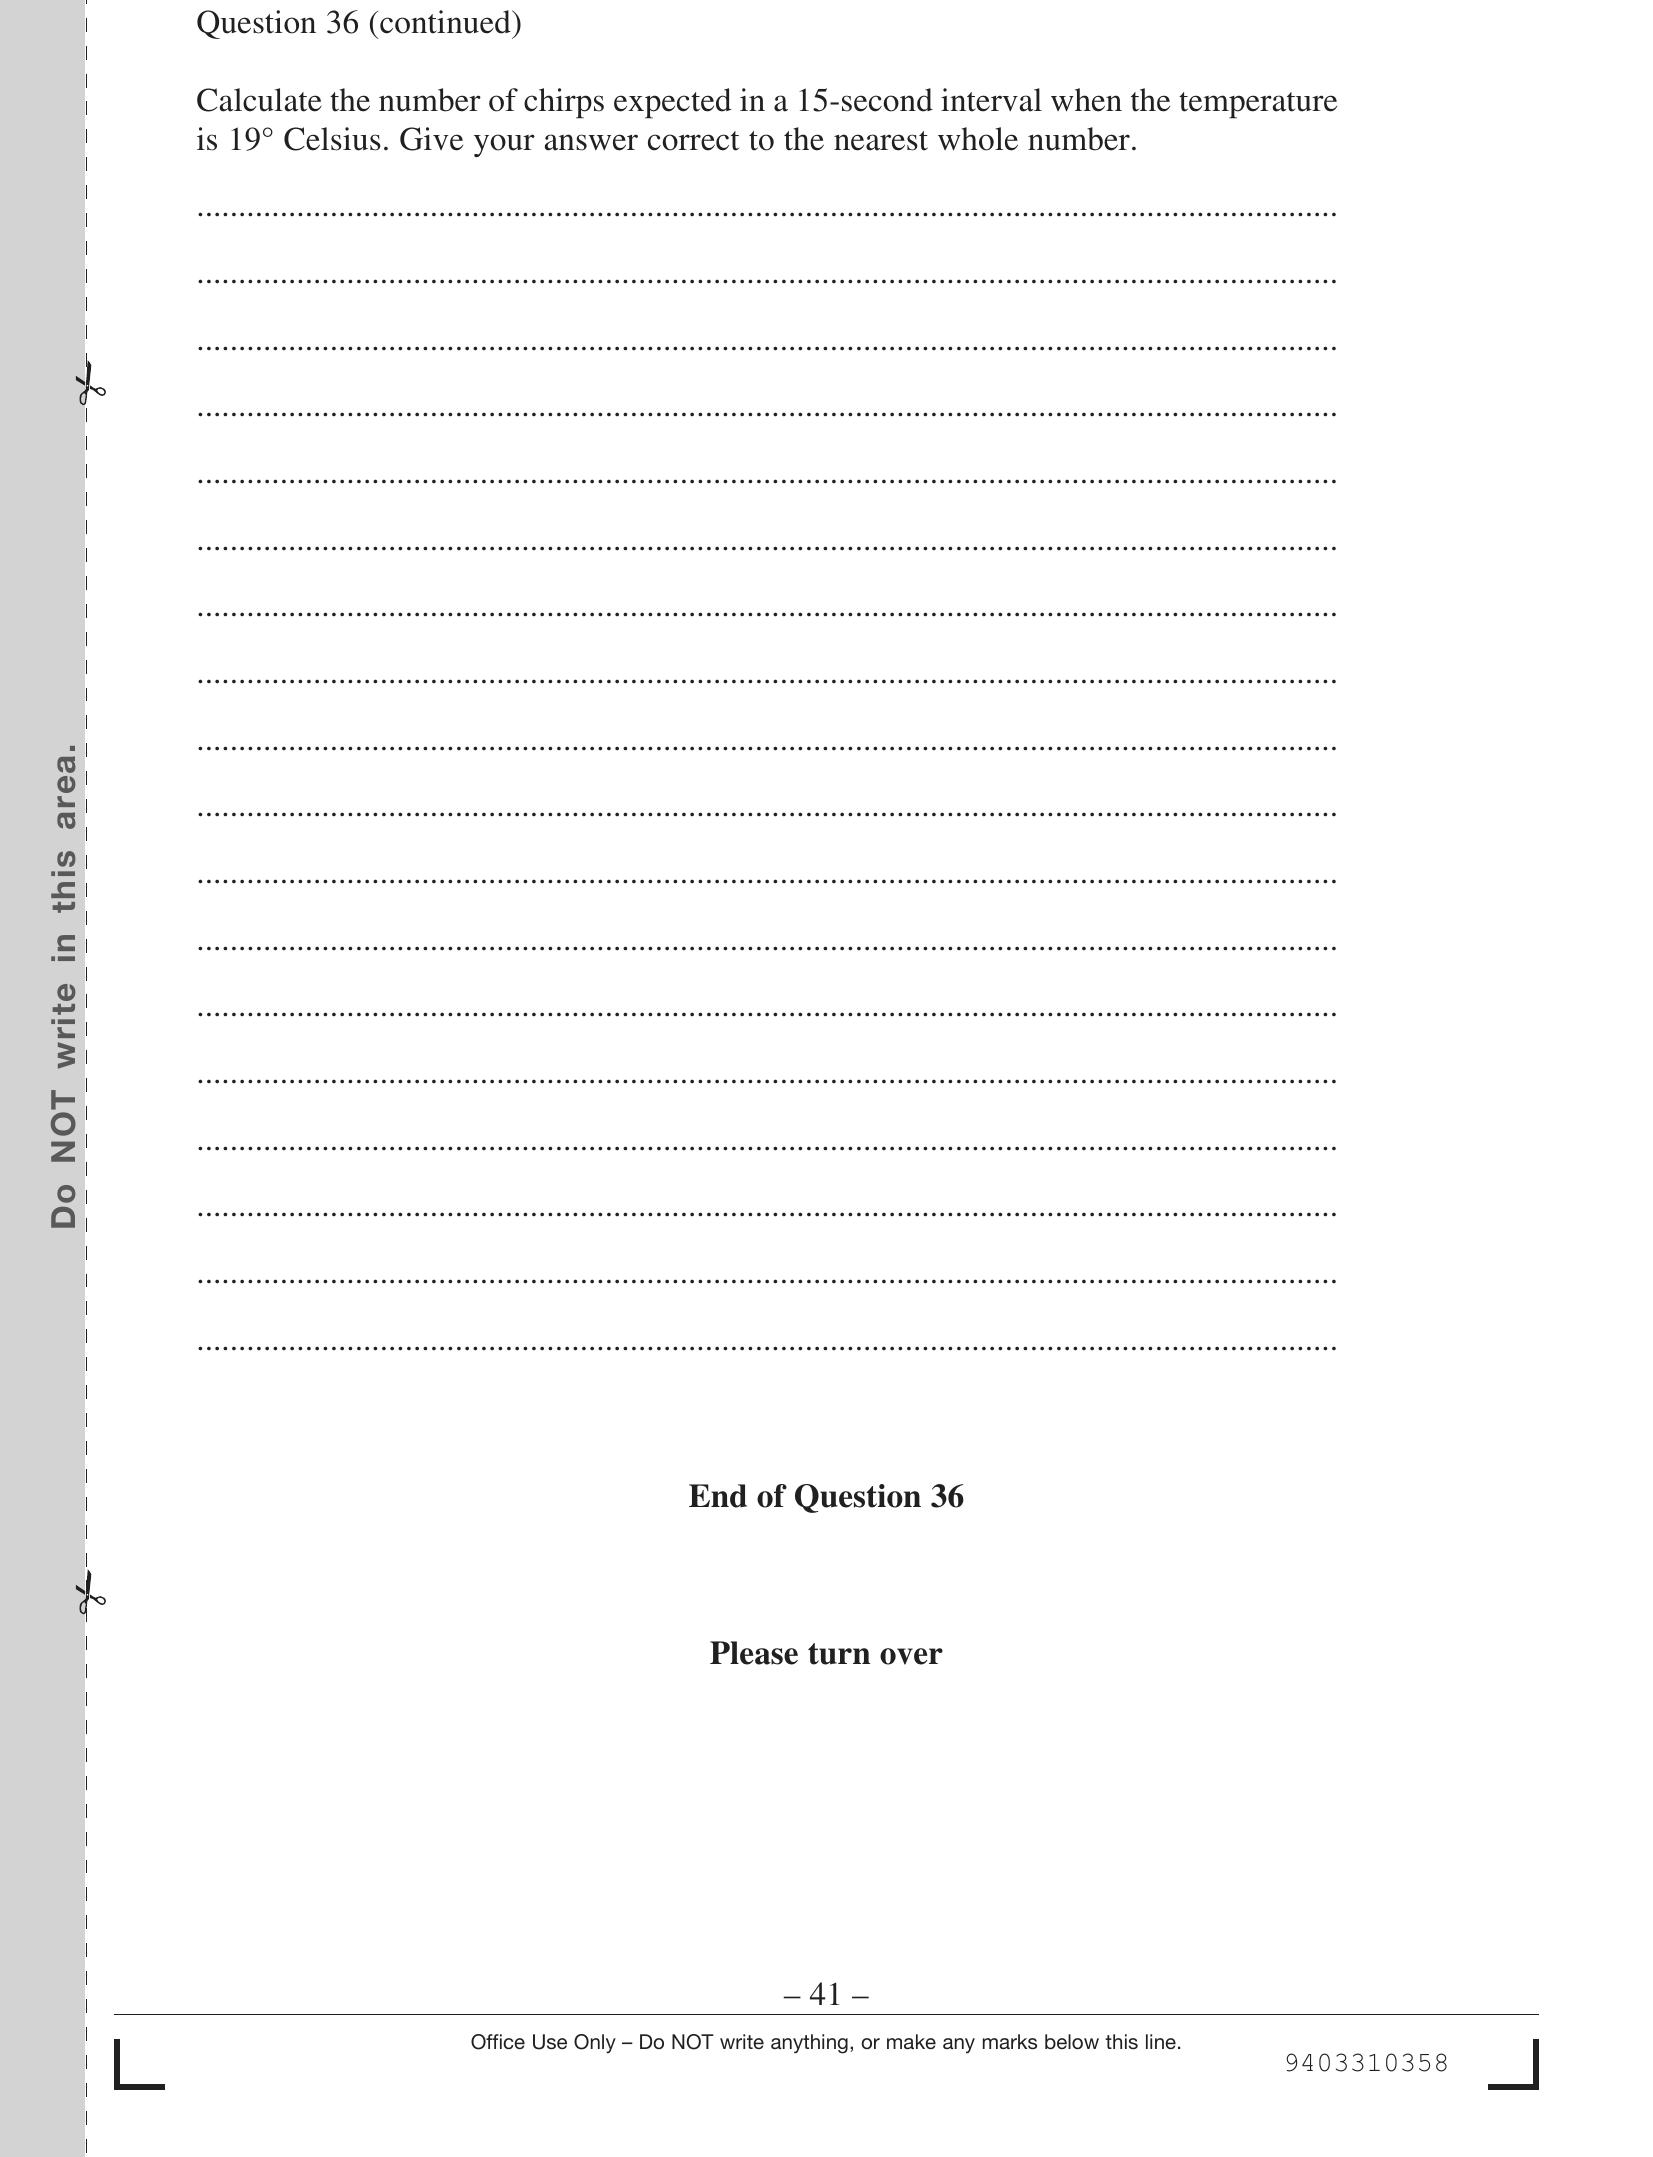 Question 36 (continued)
Calculate the number of chirps expected in a 15-second interval when the temperature
is 19° Celsius. Give your answer correct to the nearest whole number.
Do NOT write in this area.
End of Question 36
Please turn over
– 41 –
Office Use Only – Do NOT write anything, or make any marks below this line.
9403310358